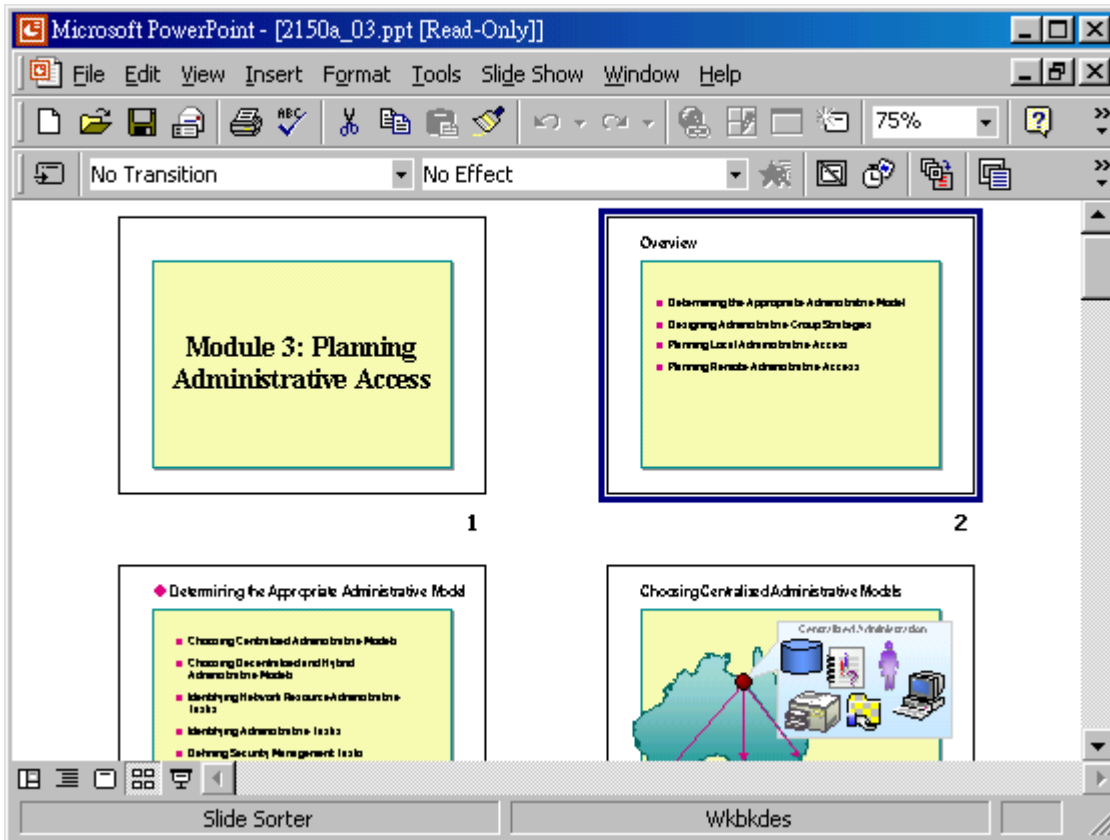 Microsoft PowerPoint - [2150a_03.ppt [Read-Only]]
File Edit View Insert Format Tools Slide Show Window Help
ABC
75%
No Transition No Effect
Module 3: Planning
Administrative Access
1
Overview
Determining the Appropriate Administrative Model
Designing Administrative Group Strategies
Planning Local Administrative Access
Planning Remote Administrative Access
2
Determining the Appropriate Administrative Model
Choosing Centralized Administrative Models
Choosing Decentralized and Hybrid
Administrative Models
Identifying Network Resource Administrative
Tasks
Identifying Administrative Tasks
Defining Security Management Tasks
Choosing Centralized Administrative Models
Centralized Administration
Slide Sorter Wkbkdes